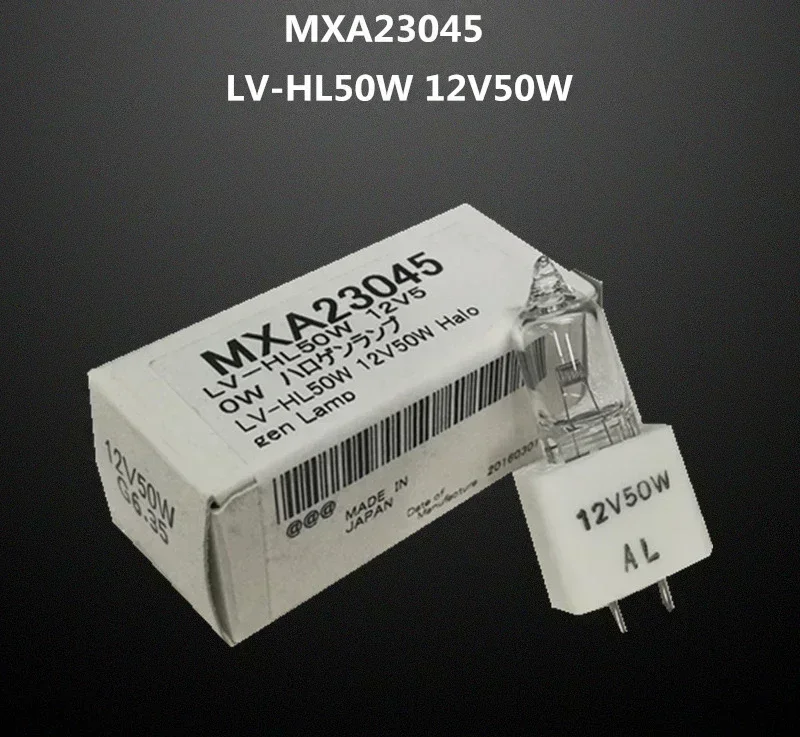 MXA23045
LV-HL50W 12V50W
MXA23045
LV-HL50W 12V5
0W ハロゲンランプ
LV-HL50W 12V50W Halo
gen Lamp
@@@ MADE IN
JAPAN
Date of
Manufacture
12V50W
G6.35
12V50W
AL